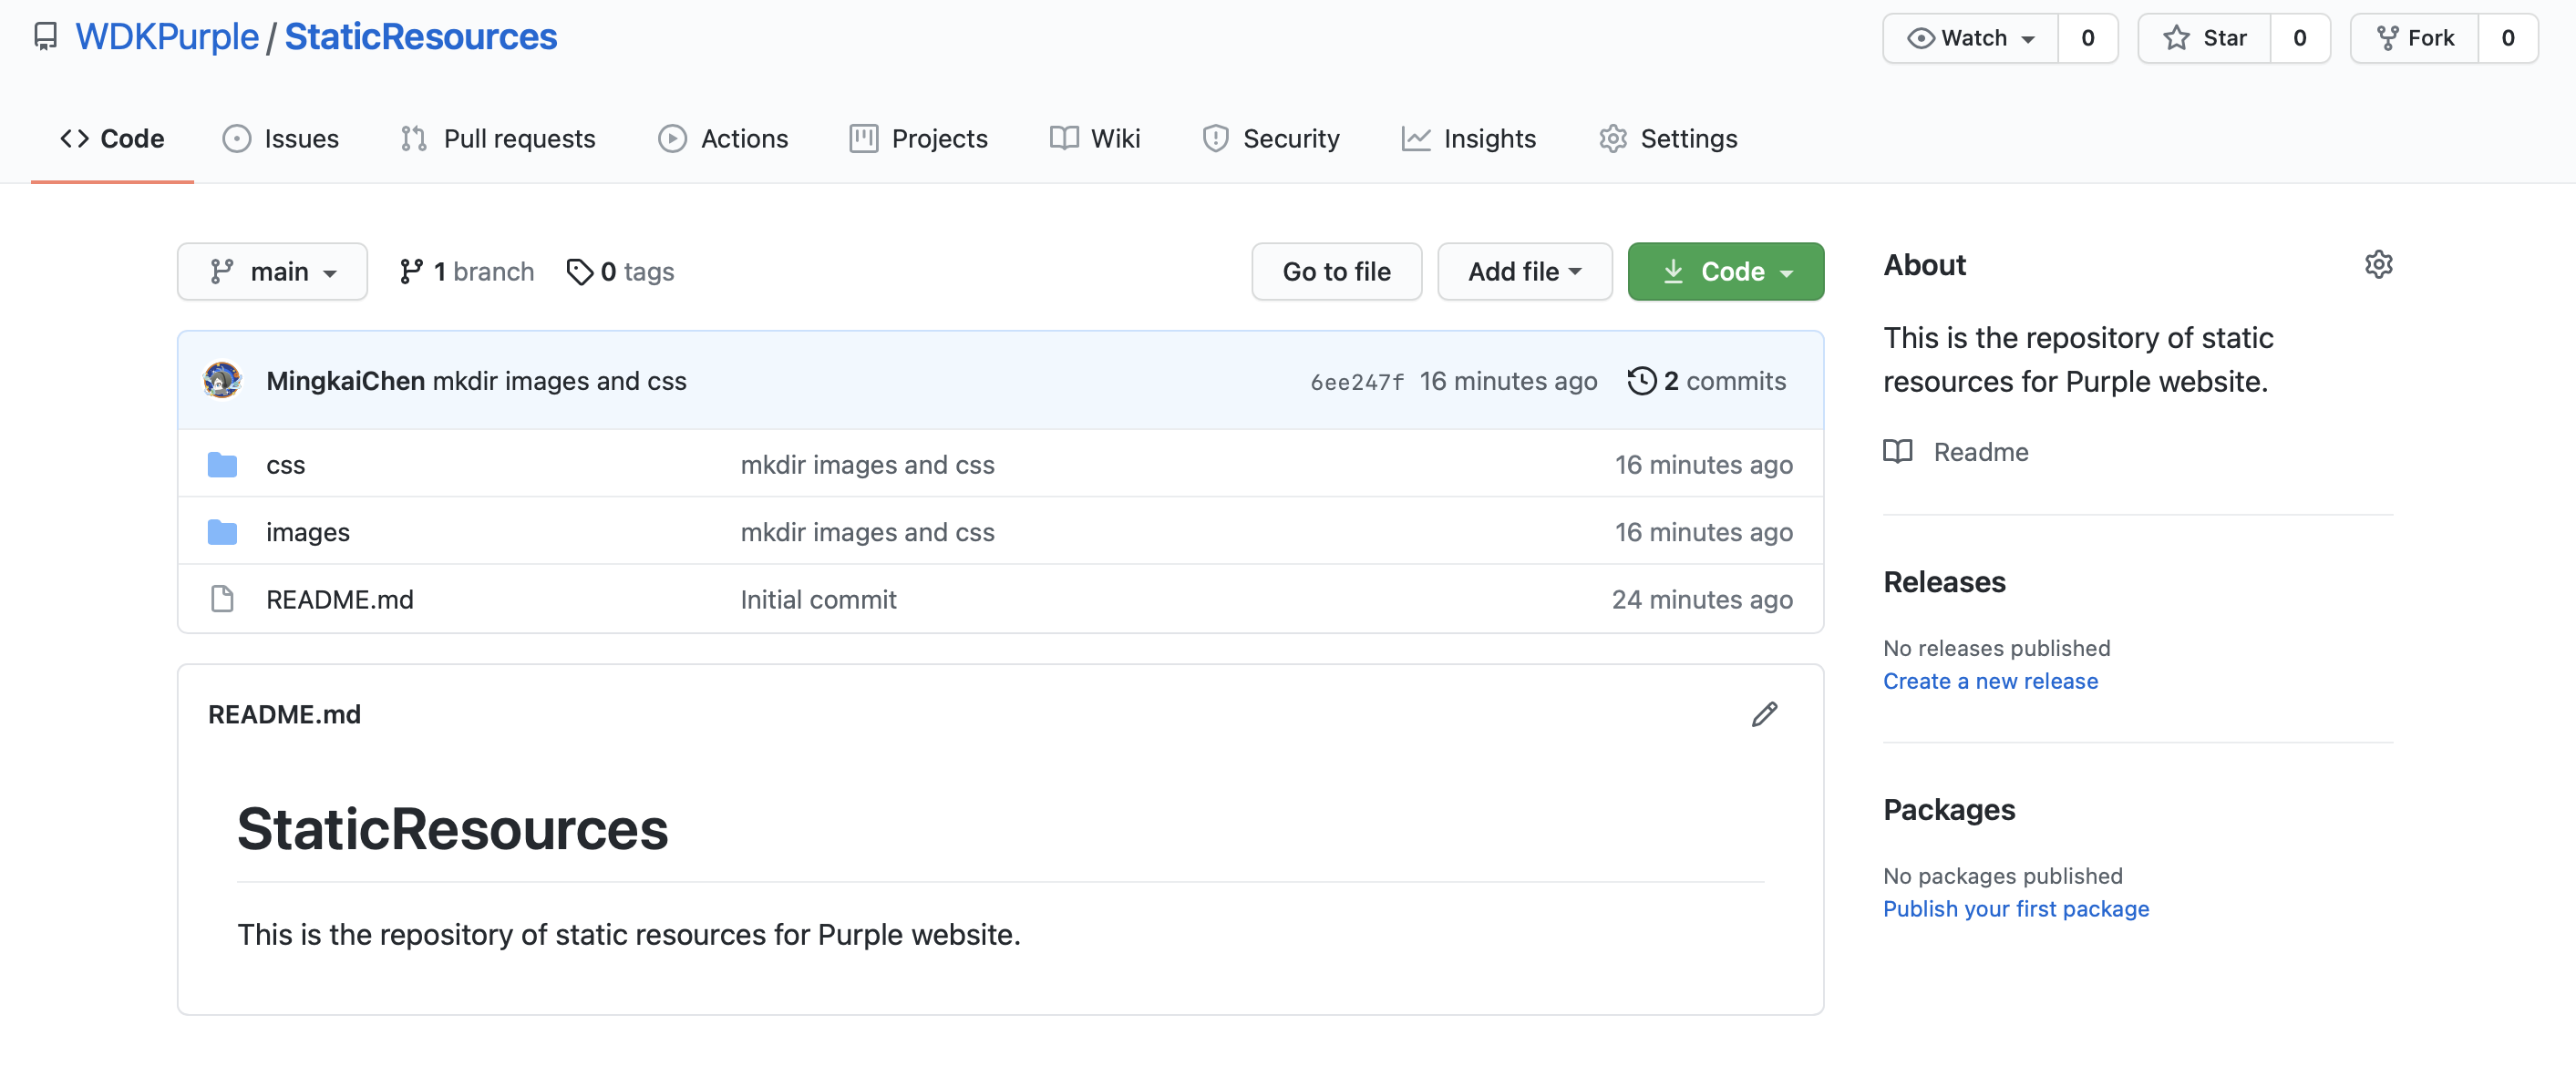 WDKPurple / StaticResources
Watch 0 Star 0 Fork 0
Code Issues Pull requests Actions Projects Wiki Security Insights Settings
main 1 branch 0 tags Go to file Add file Code
MingkaiChen mkdir images and css 6ee247f 16 minutes ago 2 commits
css mkdir images and css 16 minutes ago
images mkdir images and css 16 minutes ago
README.md Initial commit 24 minutes ago
README.md
StaticResources
This is the repository of static resources for Purple website.
About
This is the repository of static
resources for Purple website.
Readme
Releases
No releases published
Create a new release
Packages
No packages published
Publish your first package